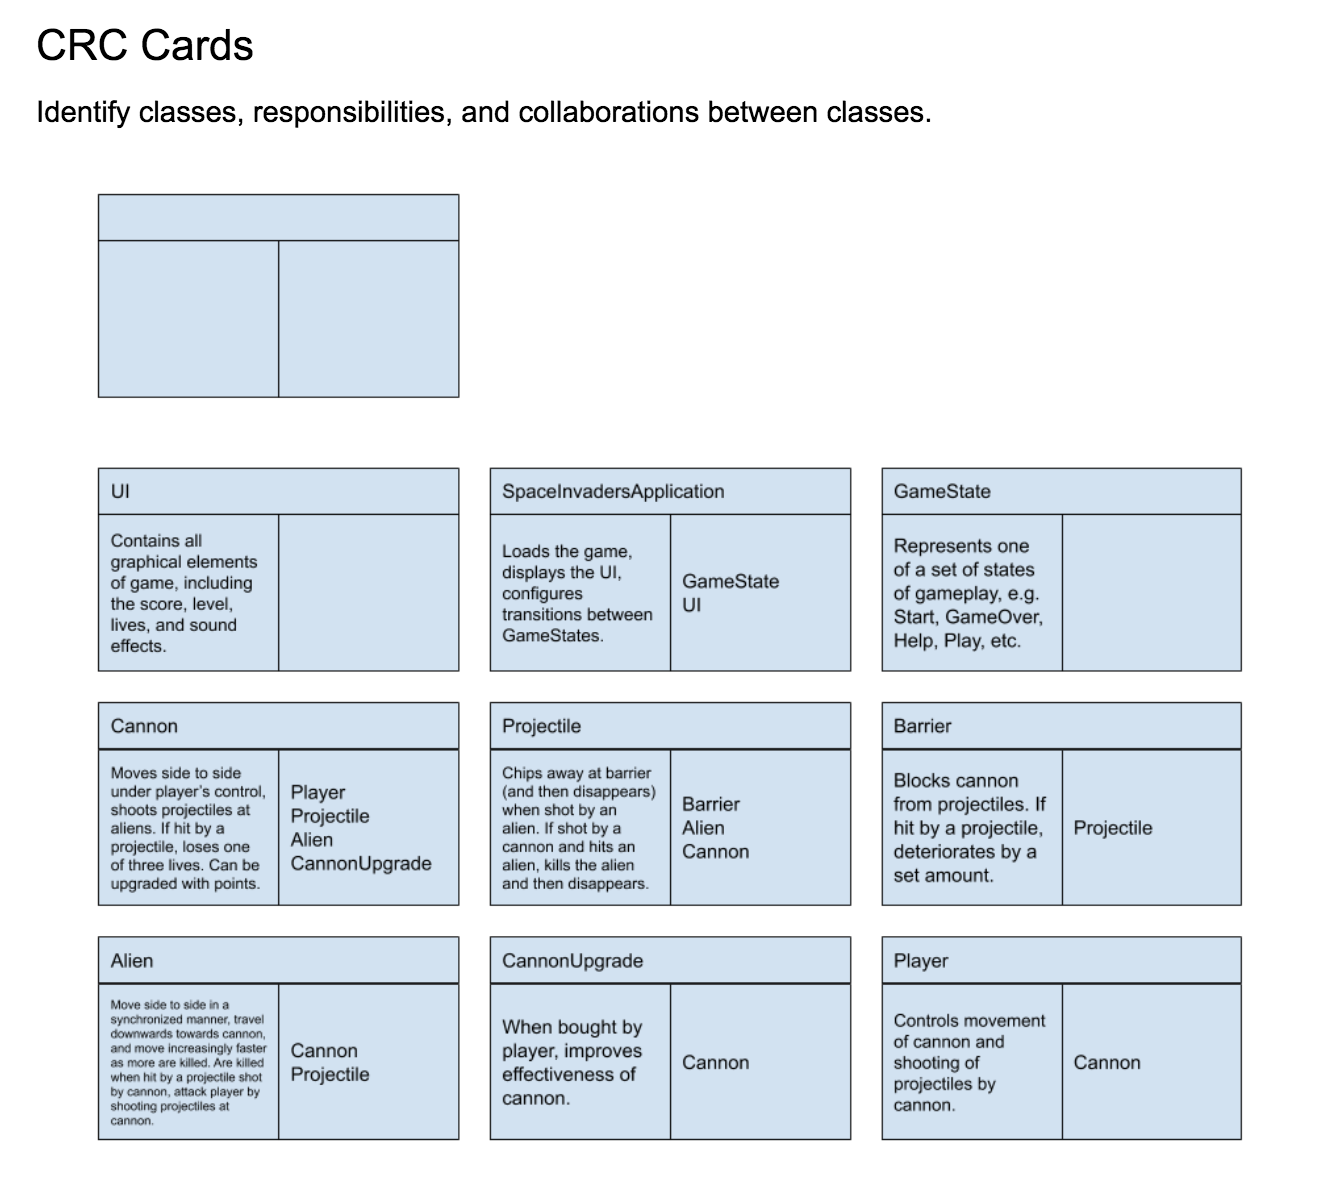 CRC Cards
Identify classes, responsibilities, and collaborations between classes.
UI
Contains all
graphical elements
of game, including
the score, level,
lives, and sound
effects.
SpaceInvadersApplication
Loads the game,
displays the UI,
configures
transitions between
GameStates.
GameState
UI
GameState
Represents one
of a set of states
of gameplay, e.g.
Start, GameOver,
Help, Play, etc.
Cannon
Moves side to side
under player's control,
shoots projectiles at
aliens. If hit by a
projectile, loses one
of three lives. Can be
upgraded with points.
Player
Projectile
Alien
CannonUpgrade
Projectile
Chips away at barrier
(and then disappears)
when shot by an
alien. If shot by a
cannon and hits an
alien, kills the alien
and then disappears.
Barrier
Alien
Cannon
Barrier
Blocks cannon
from projectiles. If
hit by a projectile,
deteriorates by a
set amount.
Projectile
Alien
Move side to side in a
synchronized manner, travel
downwards towards cannon,
and move increasingly faster
as more are killed. Are killed
when hit by a projectile shot
by cannon, attack player by
shooting projectiles at
cannon.
Cannon
Projectile
CannonUpgrade
When bought by
player, improves
effectiveness of
cannon.
Cannon
Player
Controls movement
of cannon and
shooting of
projectiles by
cannon.
Cannon